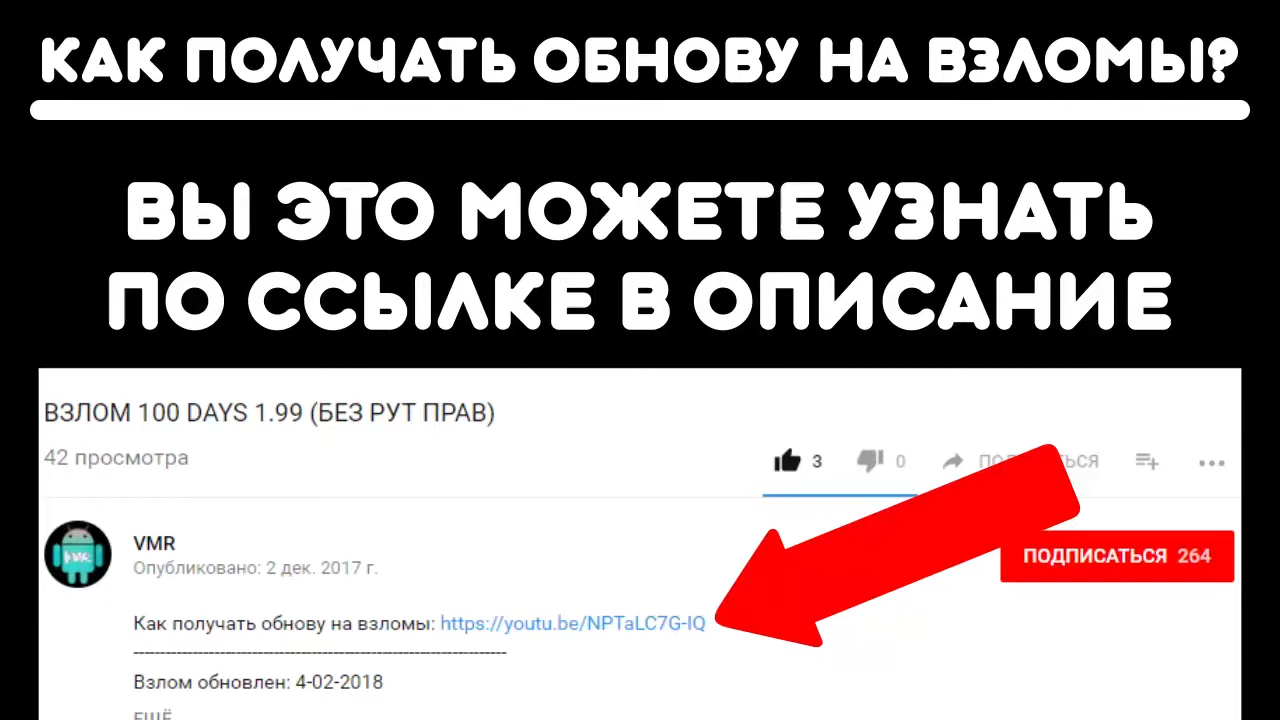 КАК ПОЛУЧАТЬ ОБНОВУ НА ВЗЛОМЫ?
ВЫ ЭТО МОЖЕТЕ УЗНАТЬ
ПО ССЫЛКЕ В ОПИСАНИЕ
ВЗЛОМ 100 DAYS 1.99 (БЕЗ РУТ ПРАВ)
42 просмотра
3 0
VMR
VMR
Опубликовано: 2 дек. 2017 г.
ПОДПИСАТЬСЯ 264
Как получать обнову на взломы: https://youtu.be/NPTaLC7G-IQ
Взлом обновлен: 4-02-2018
ЕЩЁ